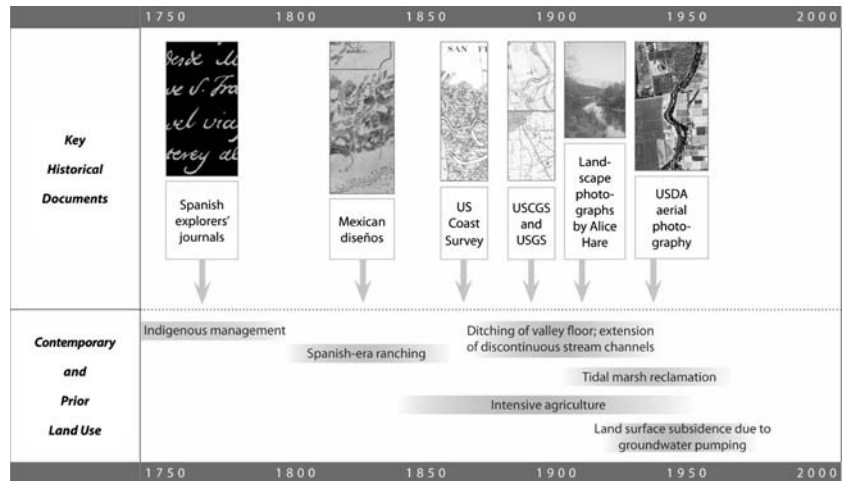 1750 1800 1850 1900 1950 2000
Key
Historical
Documents
SAN
Spanish
explorers'
journals
Mexican
diseños
US
Coast
Survey
USCGS
and
USGS
Land-
scape
photo-
graphs
by Alice
Hare
USDA
aerial
photo-
graphy
Contemporary
and
Prior
Land Use
Indigenous management
Spanish-era ranching
Ditching of valley floor; extension
of discontinuous stream channels
Tidal marsh reclamation
Intensive agriculture
Land surface subsidence due to
groundwater pumping
1750 1800 1850 1900 1950 2000